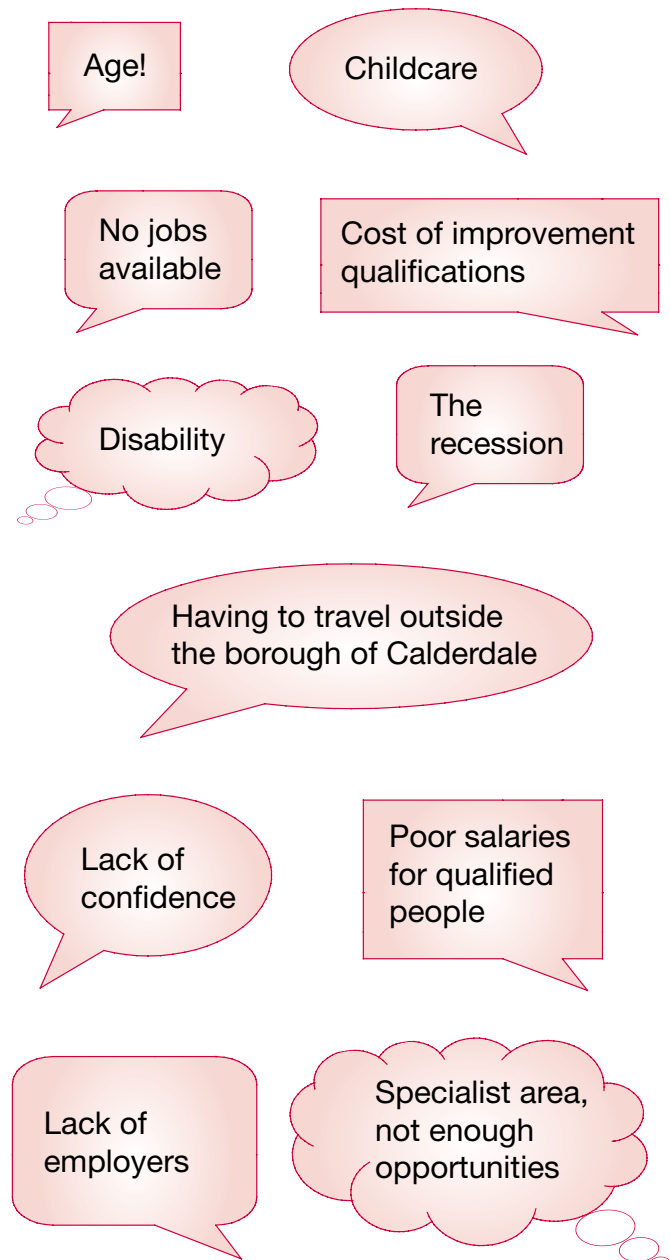 Age!
Childcare
No jobs
available
Cost of improvement
qualifications
Disability
The
recession
Having to travel outside
the borough of Calderdale
Lack of
confidence
Poor salaries
for qualified
people
Lack of
employers
Specialist area,
not enough
opportunities